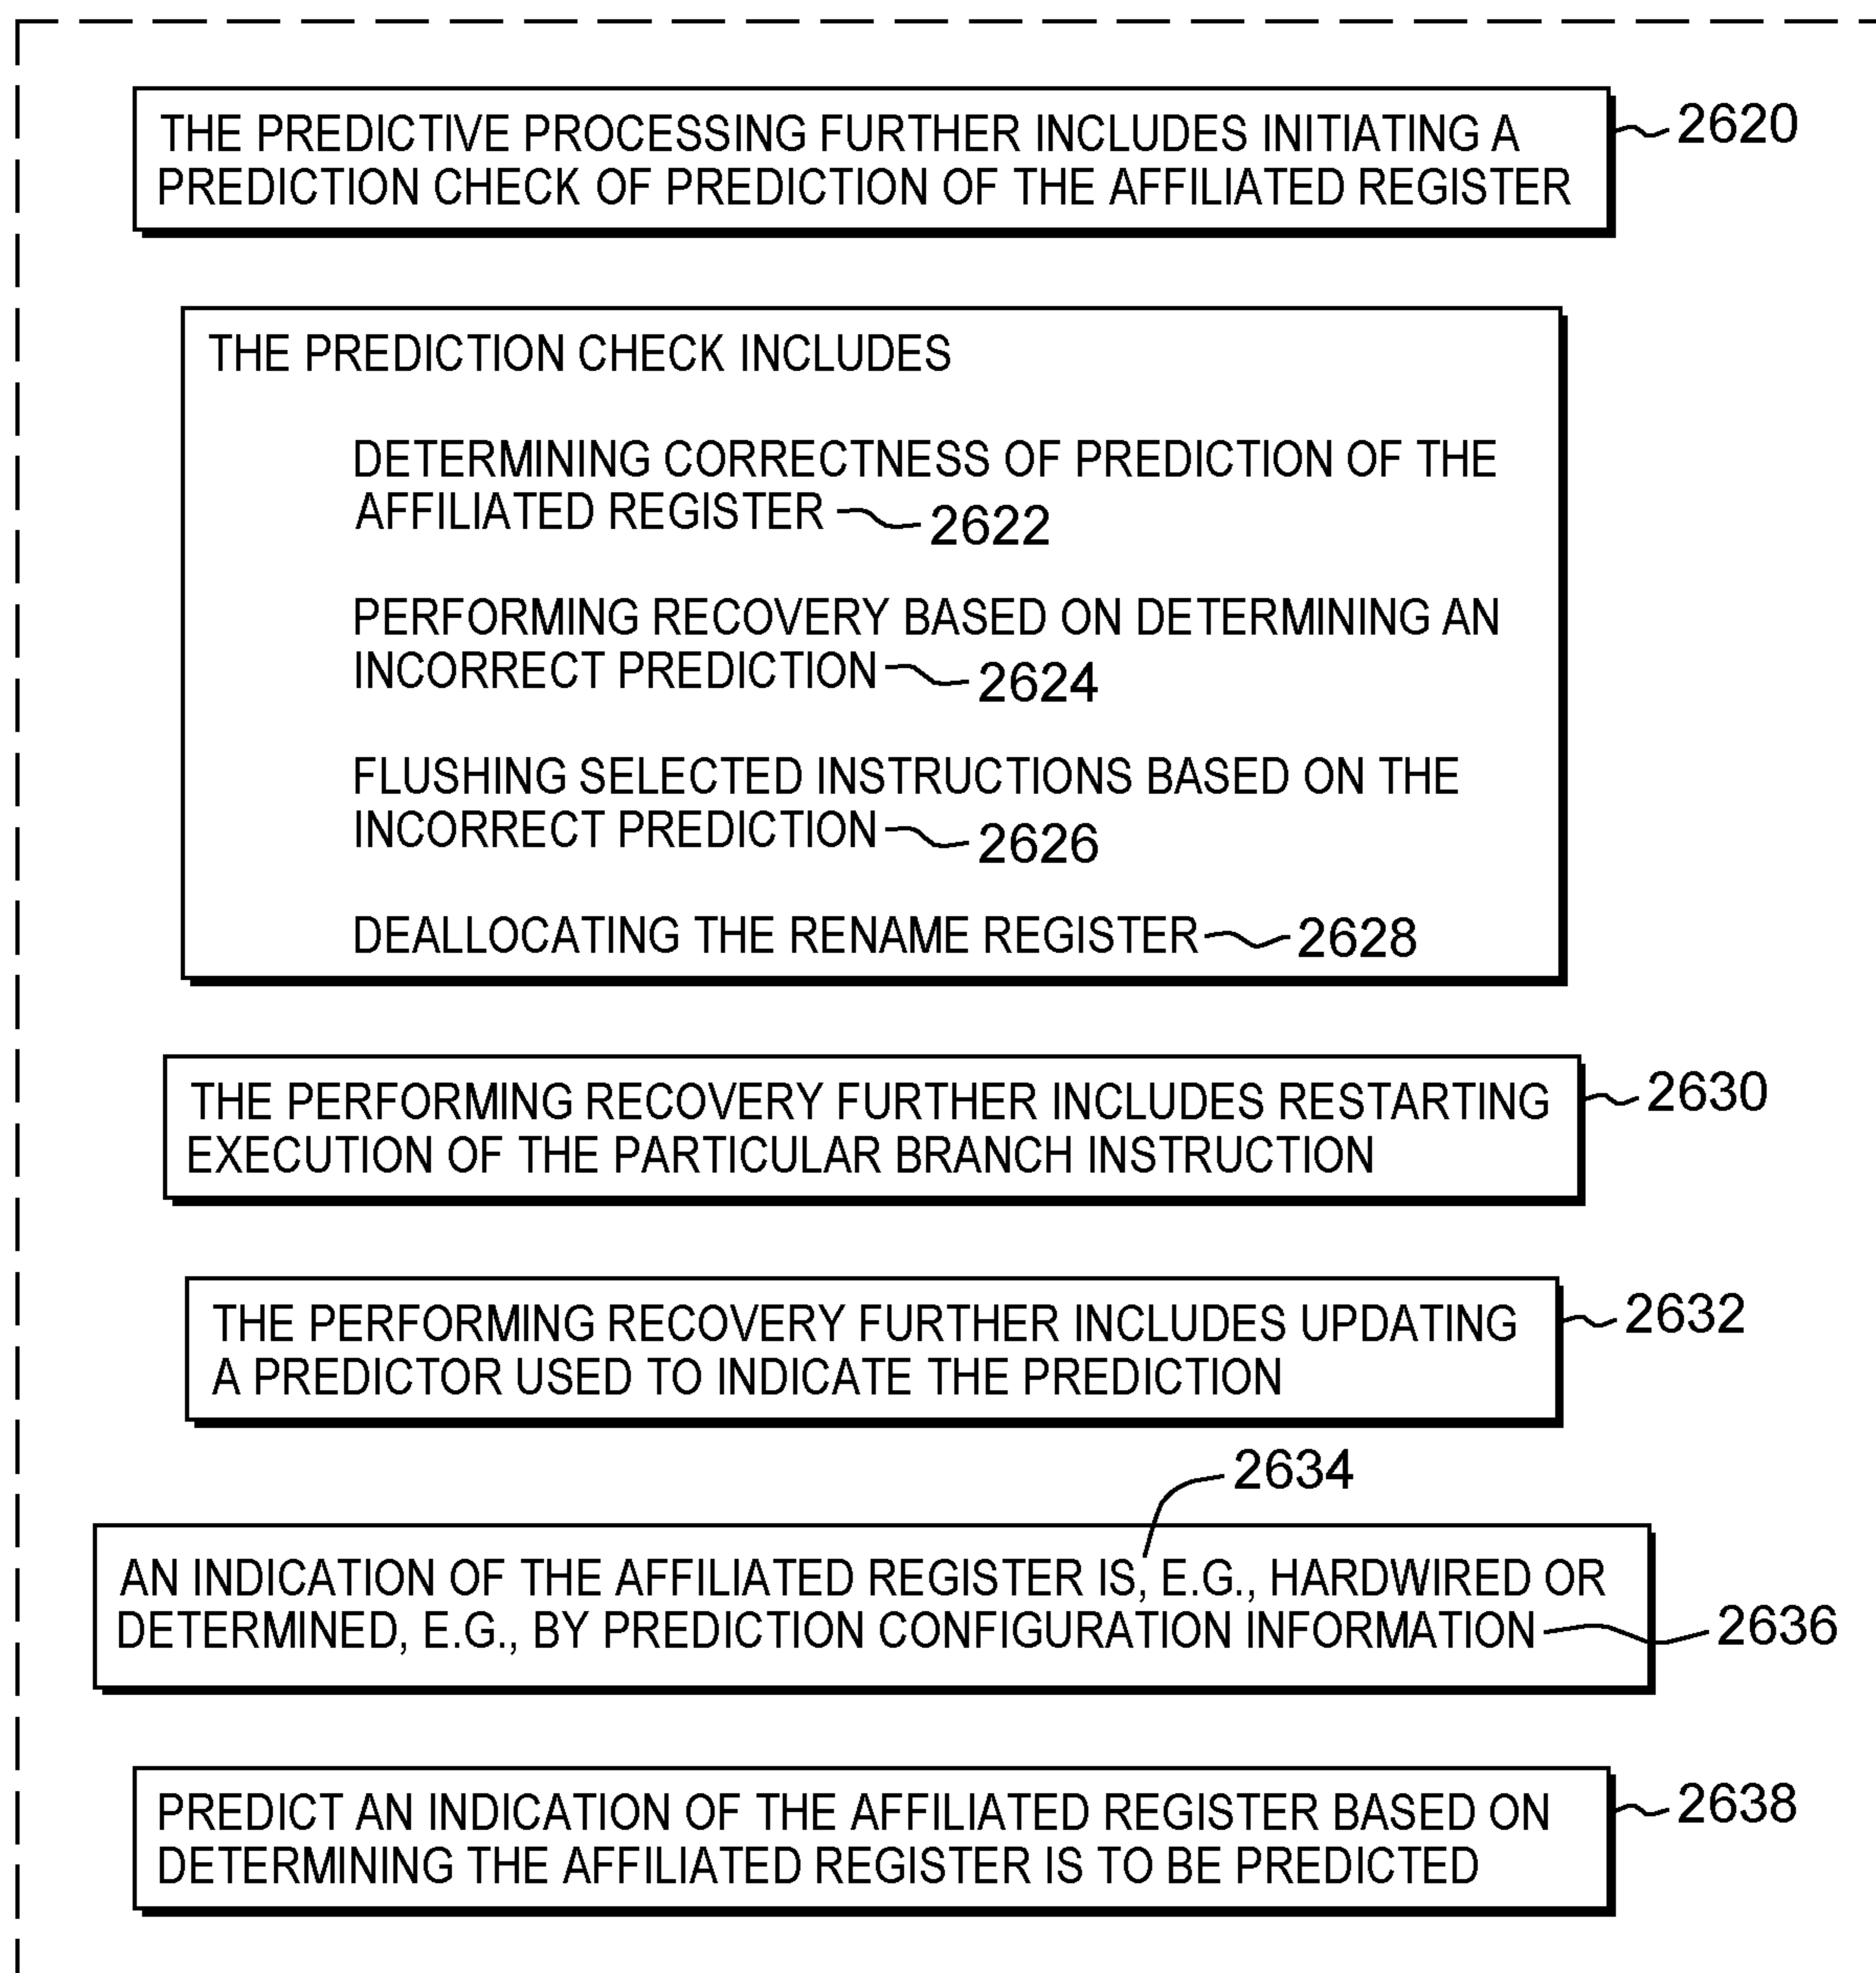 THE PREDICTIVE PROCESSING FURTHER INCLUDES INITIATING A 2620
PREDICTION CHECK OF PREDICTION OF THE AFFILIATED REGISTER
THE PREDICTION CHECK INCLUDES
DETERMINING CORRECTNESS OF PREDICTION OF THE
AFFILIATED REGISTER 2622
PERFORMING RECOVERY BASED ON DETERMINING AN
INCORRECT PREDICTION 2624
FLUSHING SELECTED INSTRUCTIONS BASED ON THE
INCORRECT PREDICTION 2626
DEALLOCATING THE RENAME REGISTER 2628
THE PERFORMING RECOVERY FURTHER INCLUDES RESTARTING 2630
EXECUTION OF THE PARTICULAR BRANCH INSTRUCTION
THE PERFORMING RECOVERY FURTHER INCLUDES UPDATING 2632
A PREDICTOR USED TO INDICATE THE PREDICTION
2634
AN INDICATION OF THE AFFILIATED REGISTER IS, E.G., HARDWIRED OR
DETERMINED, E.G., BY PREDICTION CONFIGURATION INFORMATION 2636
PREDICT AN INDICATION OF THE AFFILIATED REGISTER BASED ON 2638
DETERMINING THE AFFILIATED REGISTER IS TO BE PREDICTED